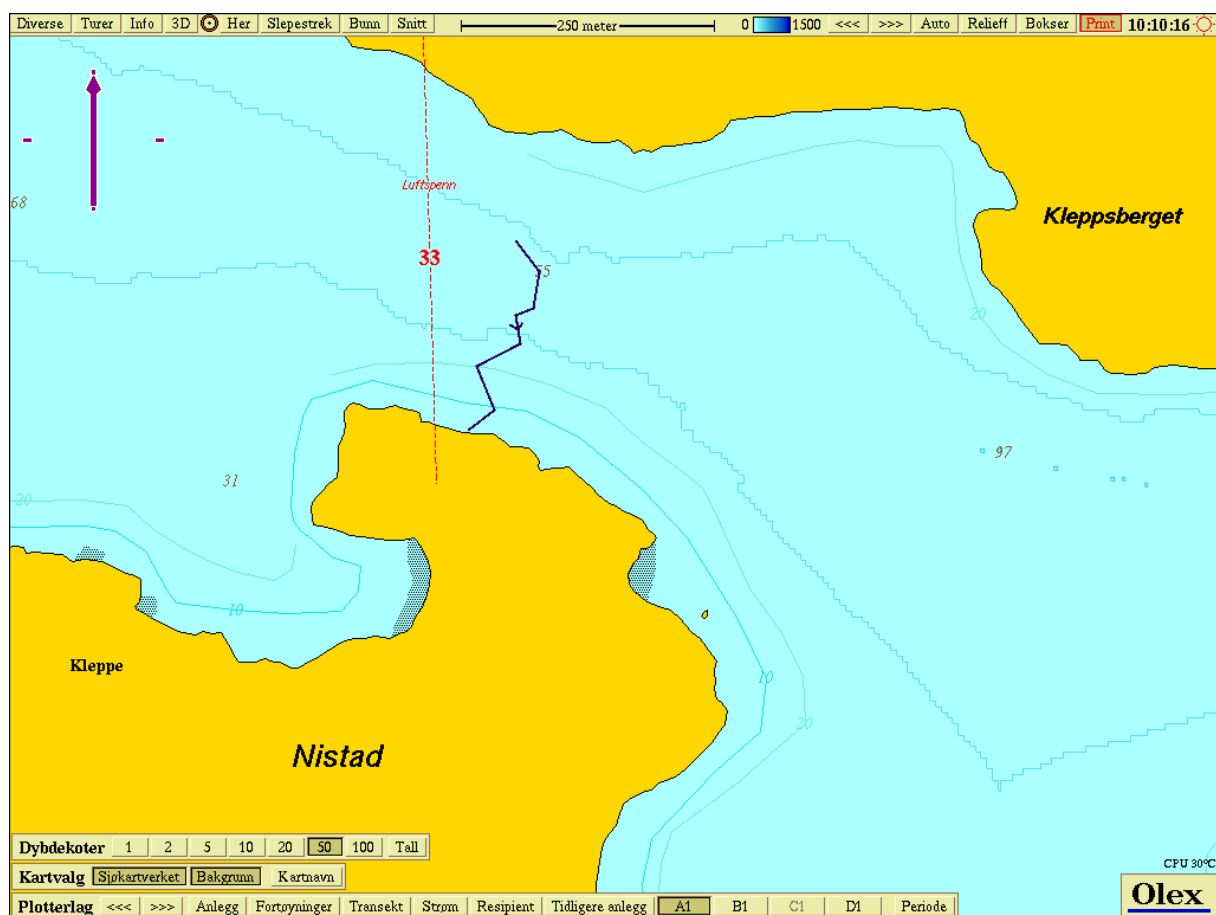 Diverse Turer Info 3D Her Slepestrek Bunn Snitt 250 meter 0 1500 <<< >>> Auto Relieff Bokser Print 10:10:16
Luftspenn
68
Kleppsberget
33
55
20
97
31
20
10
Kleppe
10
20
Nistad
Dybdekoter 1 2 5 10 20 50 100 Tall
CPU 30°C
Kartvalg Sjøkartverket Bakgrunn Kartnavn
Olex
Plotterlag <<< >>> Anlegg Fortøyninger Transekt Strøm Resipient Tidligere anlegg A1 B1 C1 D1 Periode